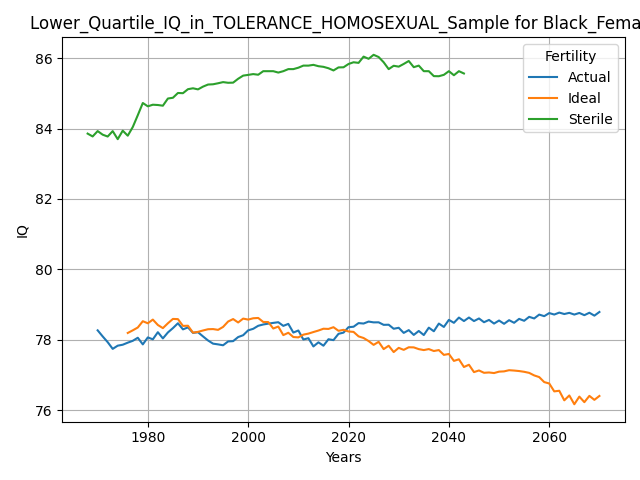 Lower_Quartile_IQ_in_TOLERANCE_HOMOSEXUAL_Sample for Black_Fema
Fertility
Actual
Ideal
Sterile
86
84
82
80
78
76
IQ
1980
2000
2020
2040
2060
Years